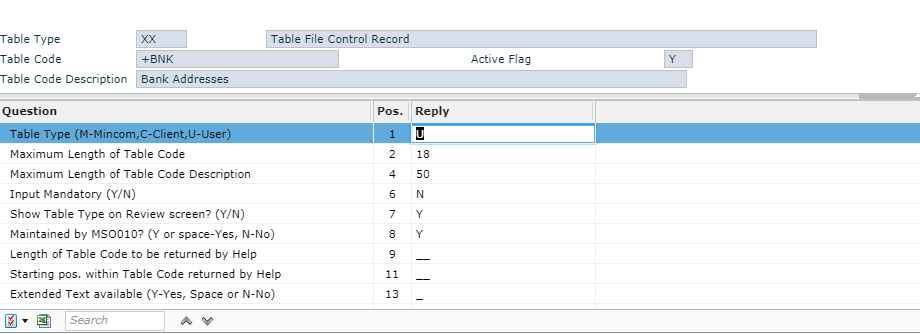 Table Type XX Table File Control Record
Table Code +BNK Active Flag Y
Table Code Description Bank Addresses
Question Pos. Reply
Table Type (M-Mincom,C-Client,U-User) 1 U
Maximum Length of Table Code 2 18
Maximum Length of Table Code Description 4 50
Input Mandatory (Y/N) 6 N
Show Table Type on Review screen? (Y/N) 7 Y
Maintained by MSO010? (Y or space-Yes, N-No) 8 Y
Length of Table Code to be returned by Help 9 __
Starting pos. within Table Code returned by Help 11 __
Extended Text available (Y-Yes, Space or N-No) 13 _
Search